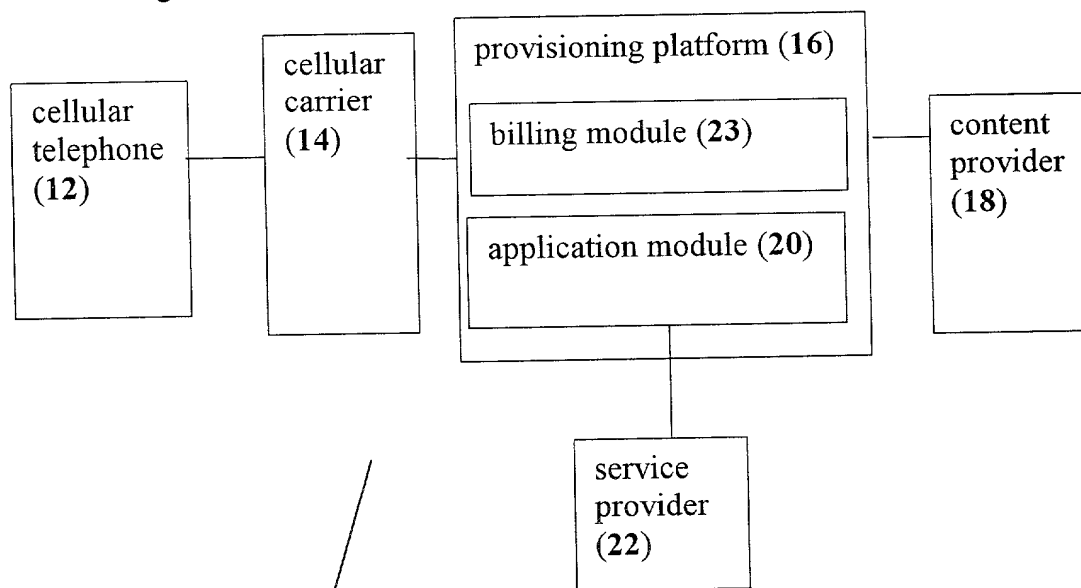 cellular
telephone
(12)
cellular
carrier
(14)
provisioning platform (16)
billing module (23)
application module (20)
content
provider
(18)
service
provider
(22)